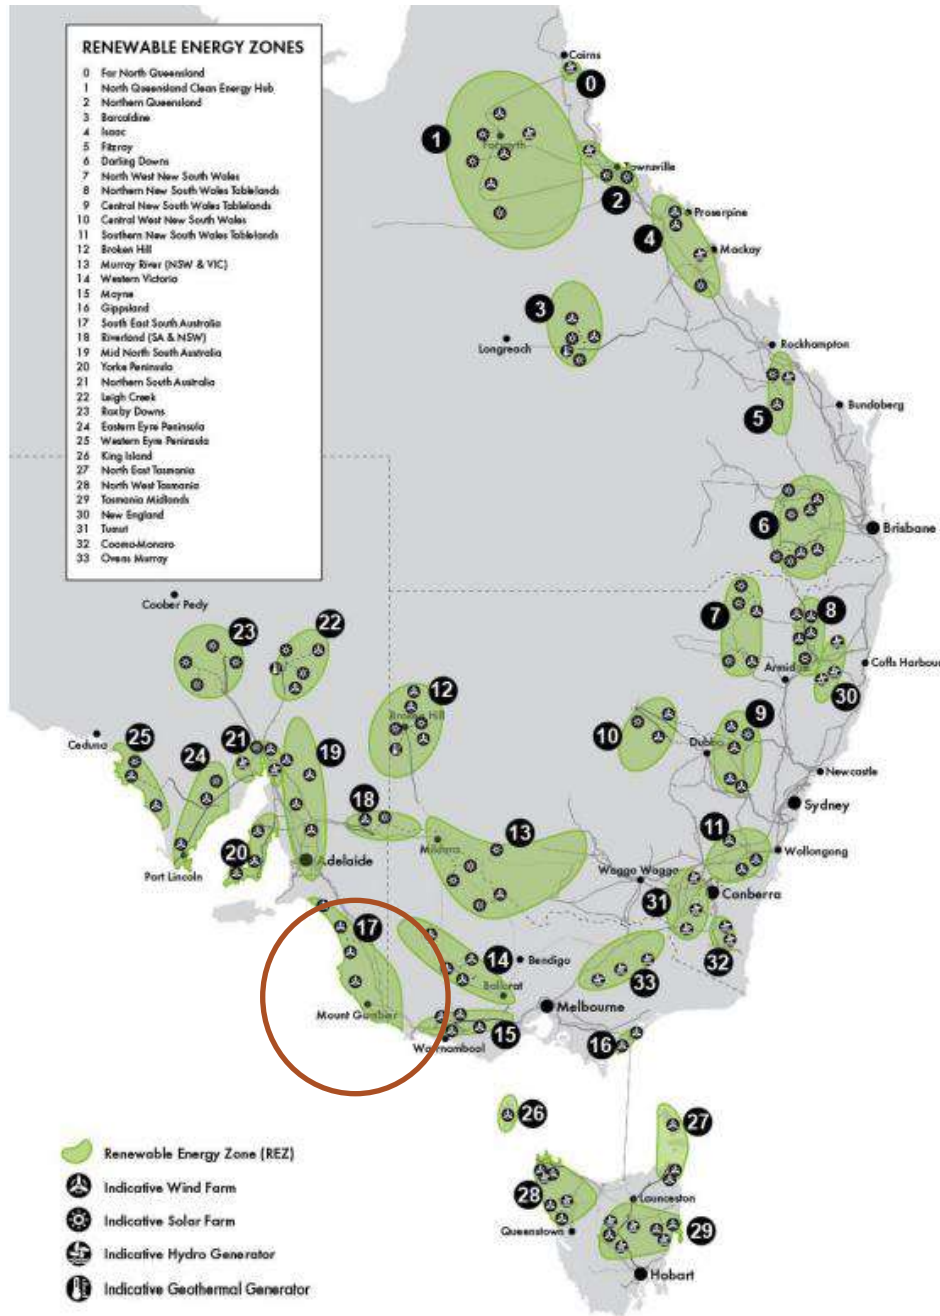 RENEWABLE ENERGY ZONES
0 Far North Queensland
1 North Queensland Clean Energy Hub
2 Northern Queensland
3 Barcaldine
4 Isaac
5 Fitzroy
6 Darling Downs
7 North West New South Wales
8 Northern New South Wales Tablelands
9 Central New South Wales Tablelands
10 Central West New South Wales
11 Southern New South Wales Tablelands
12 Broken Hill
13 Murray River (NSW & VIC)
14 Western Victoria
15 Moyne
16 Gippsland
17 South East South Australia
18 Riverland (SA & NSW)
19 Mid North South Australia
20 Yorke Peninsula
21 Northern South Australia
22 Leigh Creek
23 Roxby Downs
24 Eastern Eyre Peninsula
25 Western Eyre Peninsula
26 King Island
27 North East Tasmania
28 North West Tasmania
29 Tasmania Midlands
30 New England
31 Tumut
32 Cooma-Monaro
33 Ovens Murray
Cairns
0
1
Forsyth
Townsville
2
Proserpine
4
Mackay
3
Longreach
Rockhampton
5
Bundaberg
6
Brisbane
Coober Pedy
7
8
23
22
Coffs Harbour
30
12
Broken Hill
9
10
Dubbo
Ceduna
25
21
24
19
Newcastle
Sydney
18
13
Mildura
11
Wollongong
20
Port Lincoln
Adelaide
Wagga Wagga
31
Canberra
17
32
14
Bendigo
33
Ballarat
Mount Gambier
Melbourne
15
Warrnambool
16
26
27
28
Launceston
Queenstown
29
Hobart
Renewable Energy Zone (REZ)
Indicative Wind Farm
Indicative Solar Farm
Indicative Hydro Generator
Indicative Geothermal Generator